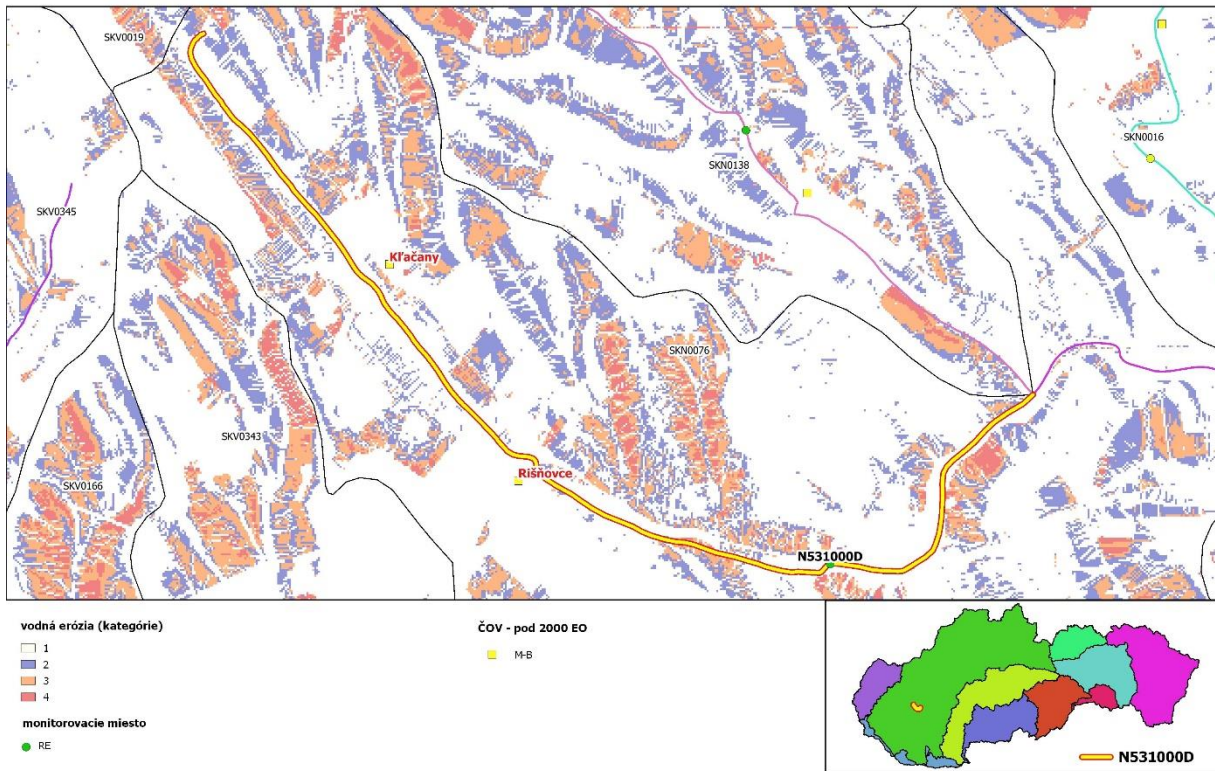 SKV0019
SKN0016
SKN0138
SKV0345
Kľačany
SKN0076
SKV0343
Rišňovce
SKV0166
N531000D
vodná erózia (kategórie)
1
2
3
4
monitorovacie miesto
RE
ČOV - pod 2000 EO
M-B
N531000D